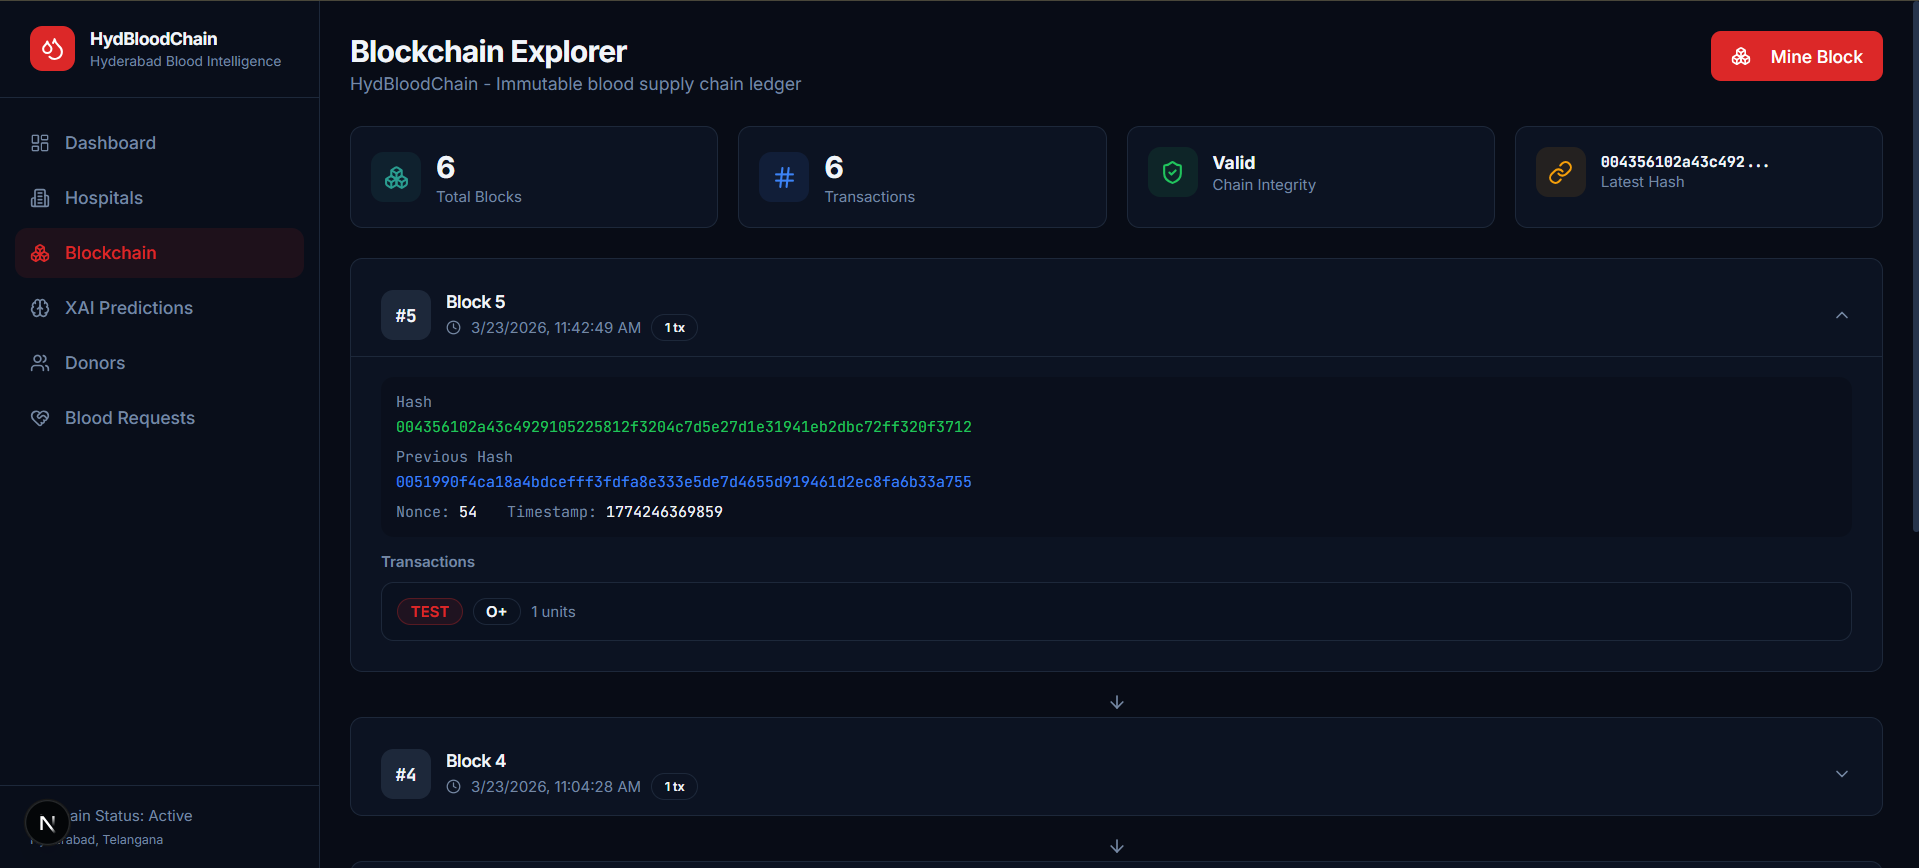 HydBloodChain
Hyderabad Blood Intelligence
Dashboard
Hospitals
Blockchain
XAI Predictions
Donors
Blood Requests
ain Status: Active
abad, Telangana
N
Blockchain Explorer
HydBloodChain - Immutable blood supply chain ledger
Mine Block
6
Total Blocks
6
Transactions
Valid
Chain Integrity
004356102a43c492...
Latest Hash
#5
Block 5
3/23/2026, 11:42:49 AM
1 tx
Hash
004356102a43c4929105225812f3204c7d5e27d1e31941eb2dbc72ff320f3712
Previous Hash
0051990f4ca18a4bdcefff3fdfa8e333e5de7d4655d919461d2ec8fa6b33a755
Nonce: 54 Timestamp: 1774246369859
Transactions
TEST O+ 1 units
#4
Block 4
3/23/2026, 11:04:28 AM
1 tx